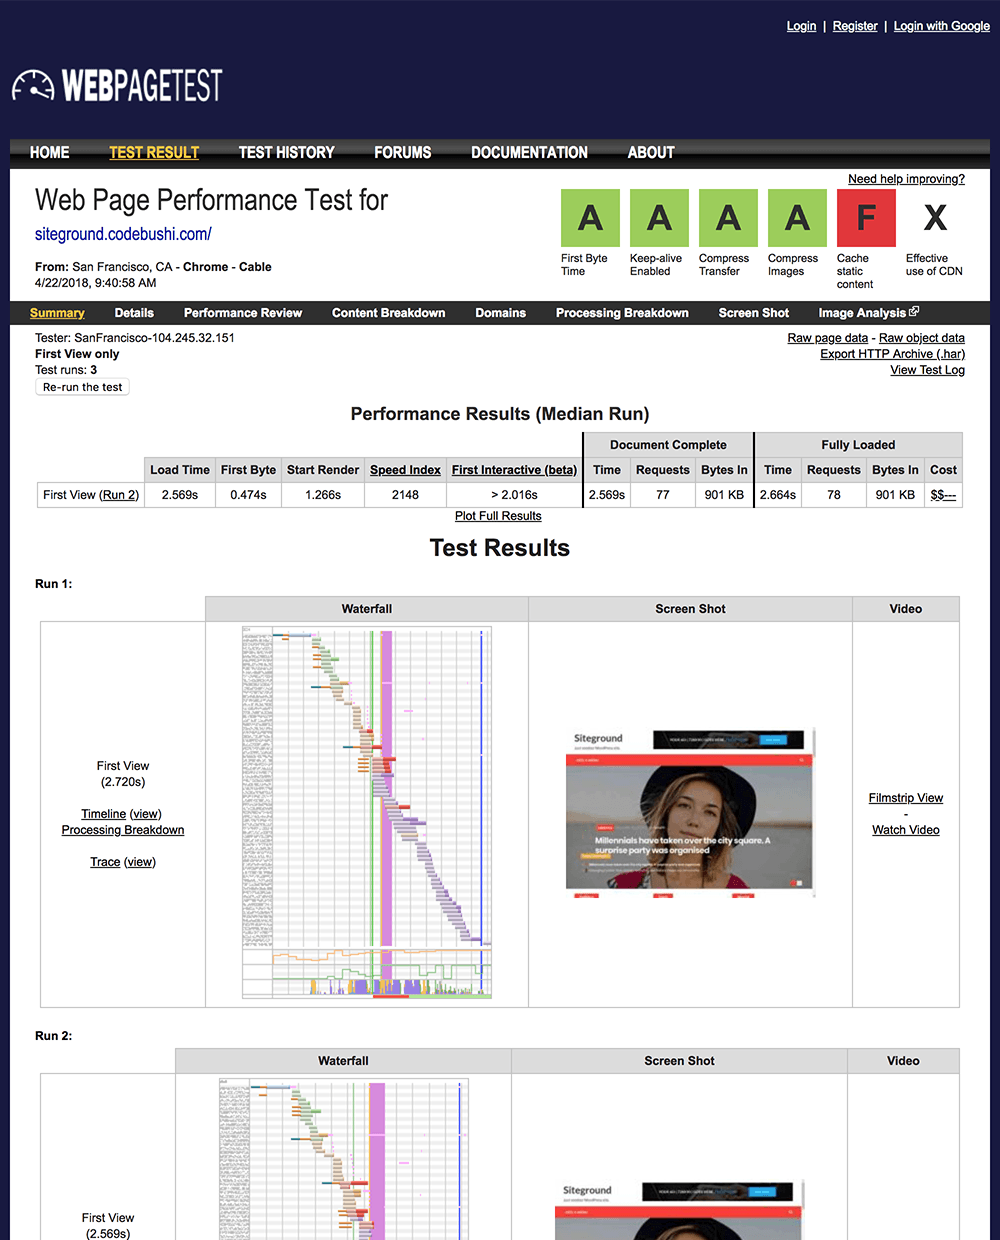 Login | Register | Login with Google
WEBPAGETEST
HOME TEST RESULT TEST HISTORY FORUMS DOCUMENTATION ABOUT
Need help improving?
Web Page Performance Test for
siteground.codebushi.com/
From: San Francisco, CA - Chrome - Cable
4/22/2018, 9:40:58 AM
A A A A F X
First Byte Time
Keep-alive Enabled
Compress Transfer
Compress Images
Cache static content
Effective use of CDN
Summary Details Performance Review Content Breakdown Domains Processing Breakdown Screen Shot Image Analysis
Tester: SanFrancisco-104.245.32.151
First View only
Test runs: 3
Re-run the test
Raw page data - Raw object data
Export HTTP Archive (.har)
View Test Log
Performance Results (Median Run)
Document Complete Fully Loaded
Load Time First Byte Start Render Speed Index First Interactive (beta) Time Requests Bytes In Time Requests Bytes In Cost
First View (Run 2) 2.569s 0.474s 1.266s 2148 > 2.016s 2.569s 77 901 KB 2.664s 78 901 KB $$---
Plot Full Results
Test Results
Run 1:
Waterfall Screen Shot Video
First View
(2.720s)
Timeline (view)
Processing Breakdown
Trace (view)
Siteground
Millennials have taken over the city square. A
surprise party was organised
Filmstrip View
-
Watch Video
Run 2:
Waterfall Screen Shot Video
First View
(2.569s)
Siteground